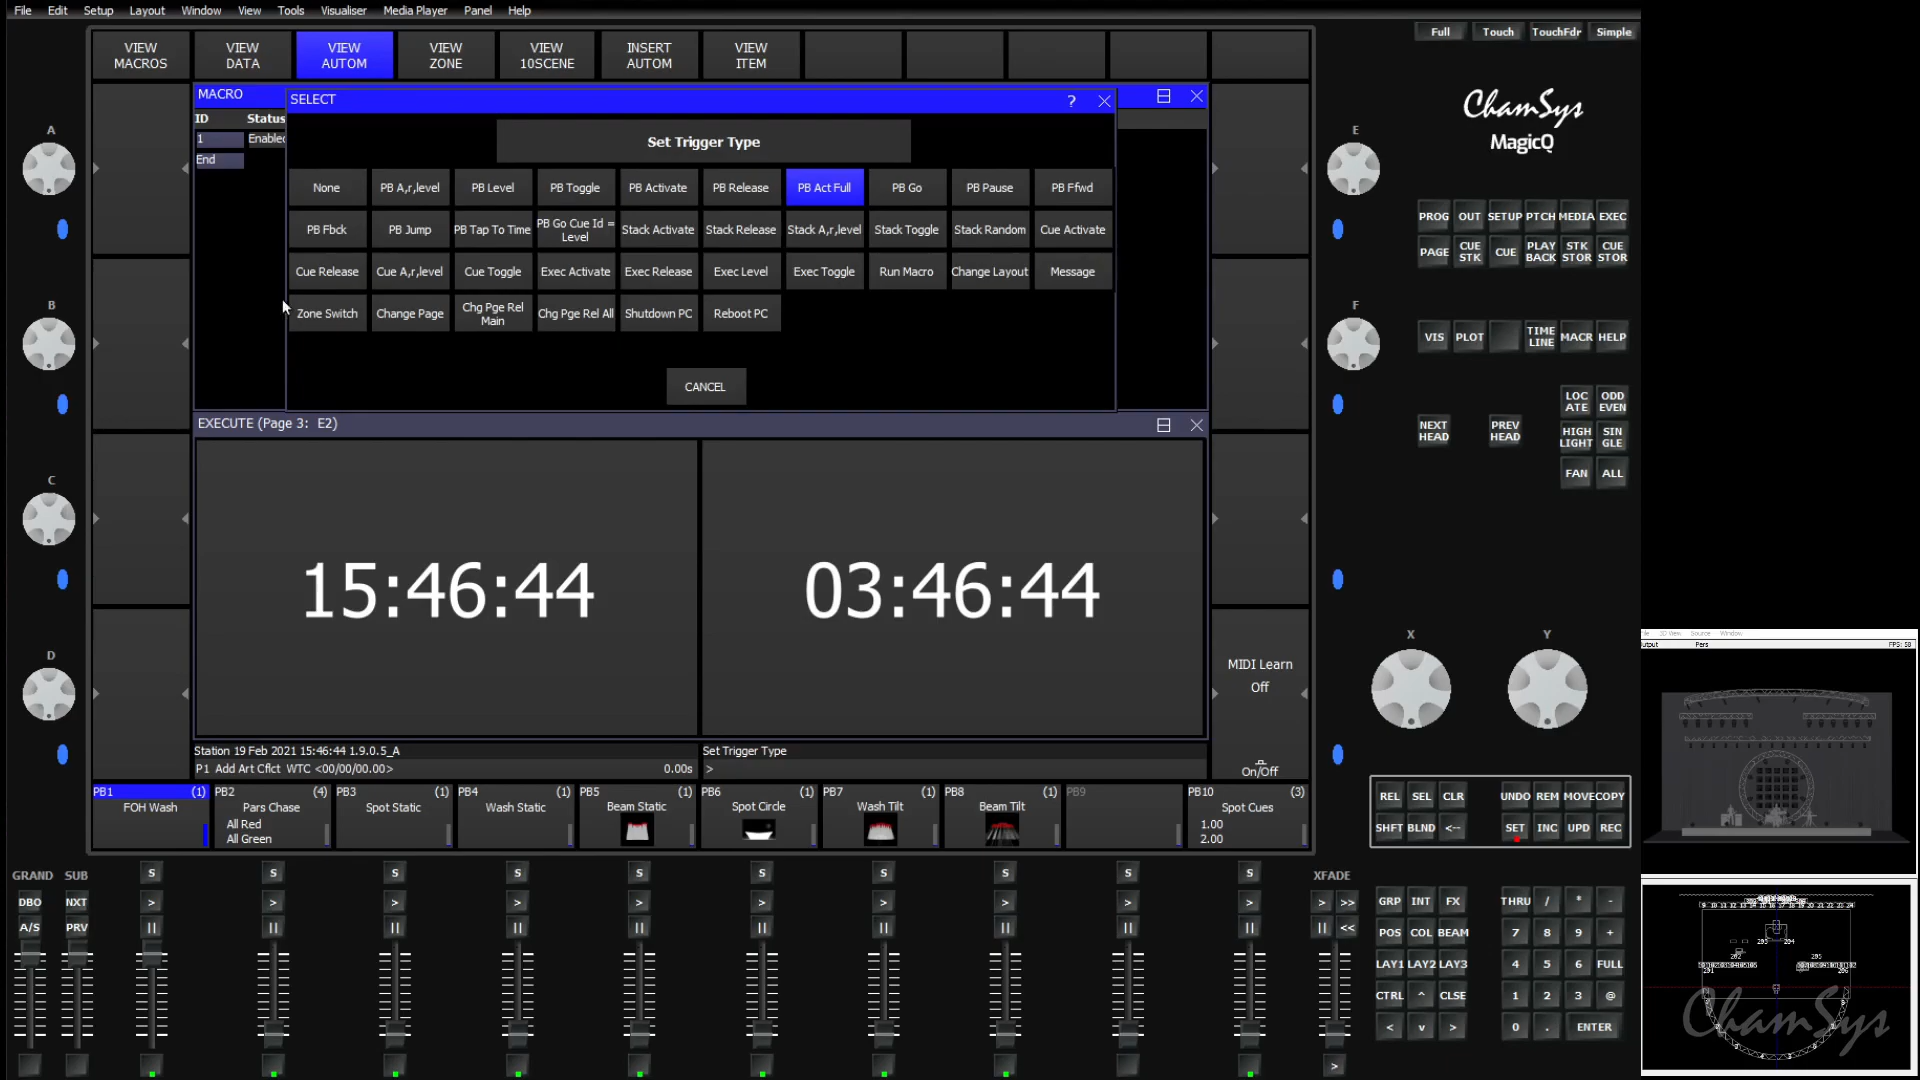 File Edit Setup Layout Window View Tools Visualiser Media Player Panel Help
Full Touch TouchFdr Simple
VIEW MACROS
VIEW DATA
VIEW AUTOM
VIEW ZONE
VIEW 10SCENE
INSERT AUTOM
VIEW ITEM
MACRO
SELECT ?
ID Status
1 Enabled
End
Set Trigger Type
None PB A,r,level PB Level PB Toggle PB Activate PB Release PB Act Full PB Go PB Pause PB Ffwd
PB Fbck PB Jump PB Tap To Time PB Go Cue Id = Level Stack Activate Stack Release Stack A,r,level Stack Toggle Stack Random Cue Activate
Cue Release Cue A,r,level Cue Toggle Exec Activate Exec Release Exec Level Exec Toggle Run Macro Change Layout Message
Zone Switch Change Page Chg Pge Rel Main Chg Pge Rel All Shutdown PC Reboot PC
CANCEL
EXECUTE (Page 3: E2)
15:46:44
03:46:44
MIDI Learn
Off
On/Off
Station 19 Feb 2021 15:46:44 1.9.0.5_A
Set Trigger Type
P1 Add Art Cflct WTC <00/00/00.00> 0.00s
>
PB1 (1)
FOH Wash
PB2 (4)
Pars Chase
All Red
All Green
PB3 (1)
Spot Static
PB4 (1)
Wash Static
PB5 (1)
Beam Static
PB6 (1)
Spot Circle
PB7 (1)
Wash Tilt
PB8 (1)
Beam Tilt
PB9
PB10 (3)
Spot Cues
1.00
2.00
A
B
C
D
E
F
X
Y
ChamSys
MagicQ
PROG OUT SETUP PTCH MEDIA EXEC
PAGE CUE STK CUE PLAY BACK STK STOR CUE STOR
VIS PLOT TIME LINE MACR HELP
LOC ATE ODD EVEN
NEXT HEAD PREV HEAD HIGH LIGHT SIN GLE
FAN ALL
REL SEL CLR UNDO REM MOVE COPY
SHFT BLND <-- SET INC UPD REC
GRAND SUB
DBO NXT
A/S PRV
S S S S S S S S S S
> > > > > > > > > >
XFADE
> >>
<<
>
GRP INT FX THRU / * -
POS COL BEAM 7 8 9 +
LAY1 LAY2 LAY3 4 5 6 FULL
CTRL ^ CLSE 1 2 3 @
< v > 0 . ENTER
3D View Source Window
Pers FPS: 50
ChamSys